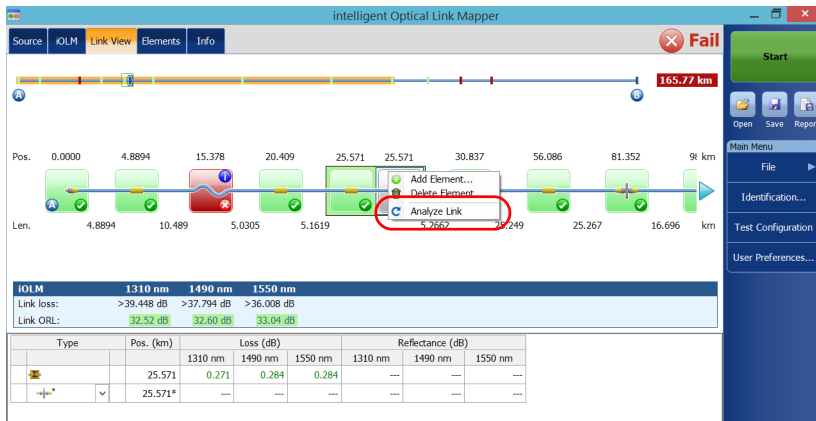 intelligent Optical Link Mapper
Source iOLM Link View Elements Info
Fail
Start
165.77 km
A B
Open Save Repor
Main Menu
File
Identification...
Test Configuration
User Preferences...
Pos. 0.0000 4.8894 15.378 20.409 25.571 25.571 30.837 56.086 81.352 98 km
Add Element...
Delete Element
Analyze Link
A
Len. 4.8894 10.489 5.0305 5.1619 5.2662 25.249 25.267 16.696 km
iOLM 1310 nm 1490 nm 1550 nm
Link loss: >39.448 dB >37.794 dB >36.008 dB
Link ORL: 32.52 dB 32.60 dB 33.04 dB
Type Pos. (km) Loss (dB) Reflectance (dB)
1310 nm 1490 nm 1550 nm 1310 nm 1490 nm 1550 nm
25.571 0.271 0.284 0.284 --- --- ---
* 25.571* --- --- --- --- --- ---